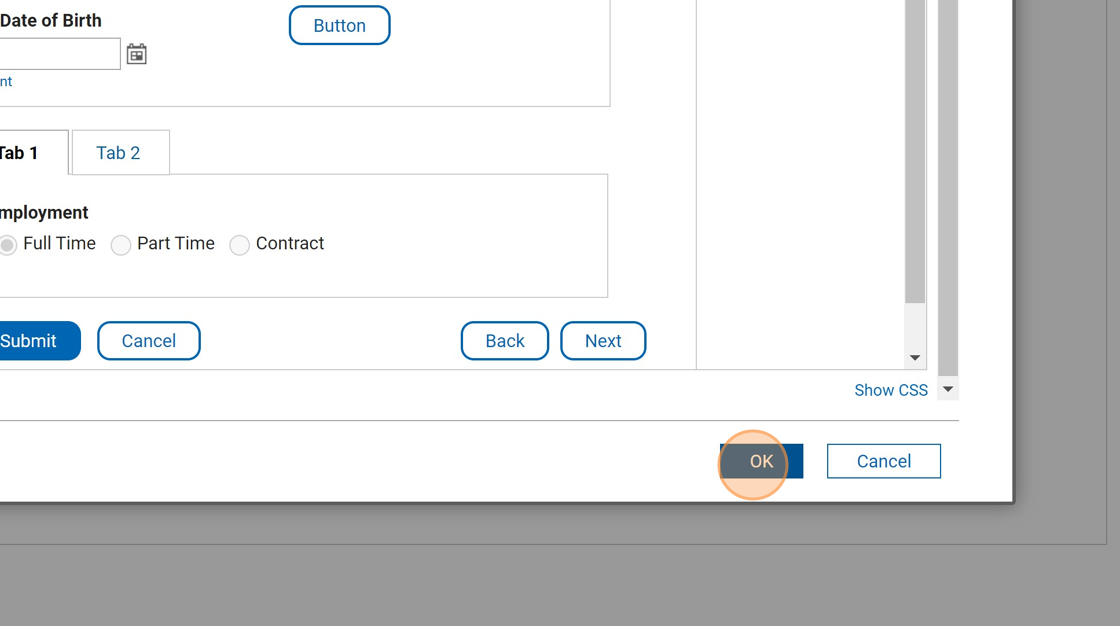 Date of Birth
Button
nt
Tab 1
Tab 2
mployment
Full Time
Part Time
Contract
Submit
Cancel
Back
Next
Show CSS
OK
Cancel